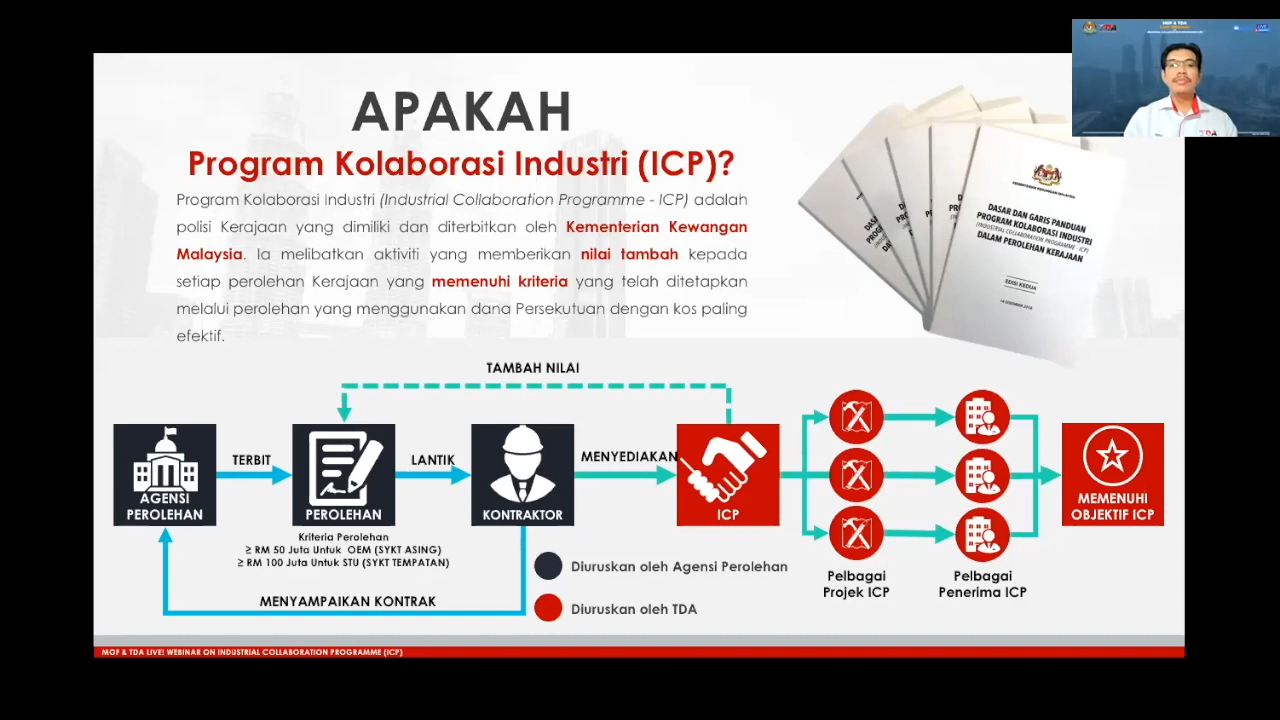 MOF & TDA
APAKAH
Program Kolaborasi Industri (ICP)?
Program Kolaborasi Industri (Industrial Collaboration Programme - ICP) adalah
polisi Kerajaan yang dimiliki dan diterbitkan oleh Kementerian Kewangan
Malaysia. Ia melibatkan aktiviti yang memberikan nilai tambah kepada
setiap perolehan Kerajaan yang memenuhi kriteria yang telah ditetapkan
melalui perolehan yang menggunakan dana Persekutuan dengan kos paling
efektif.
KEMENTERIAN KEWANGAN MALAYSIA
DASAR DAN GARIS PANDUAN
PROGRAM KOLABORASI INDUSTRI
(INDUSTRIAL COLLABORATION PROGRAMME - ICP)
DALAM PEROLEHAN KERAJAAN
EDISI KEDUA
TDA
TAMBAH NILAI
AGENSI
PEROLEHAN
TERBIT
PEROLEHAN
LANTIK
KONTRAKTOR
MENYEDIAKAN
ICP
MEMENUHI
OBJEKTIF ICP
Kriteria Perolehan
≥ RM 50 Juta Untuk OEM (SYKT ASING)
≥ RM 100 Juta Untuk STU (SYKT TEMPATAN)
MENYAMPAIKAN KONTRAK
Diuruskan oleh Agensi Perolehan
Diuruskan oleh TDA
Pelbagai
Projek ICP
Pelbagai
Penerima ICP
MOF & TDA LIVE! WEBINAR ON INDUSTRIAL COLLABORATION PROGRAMME (ICP)